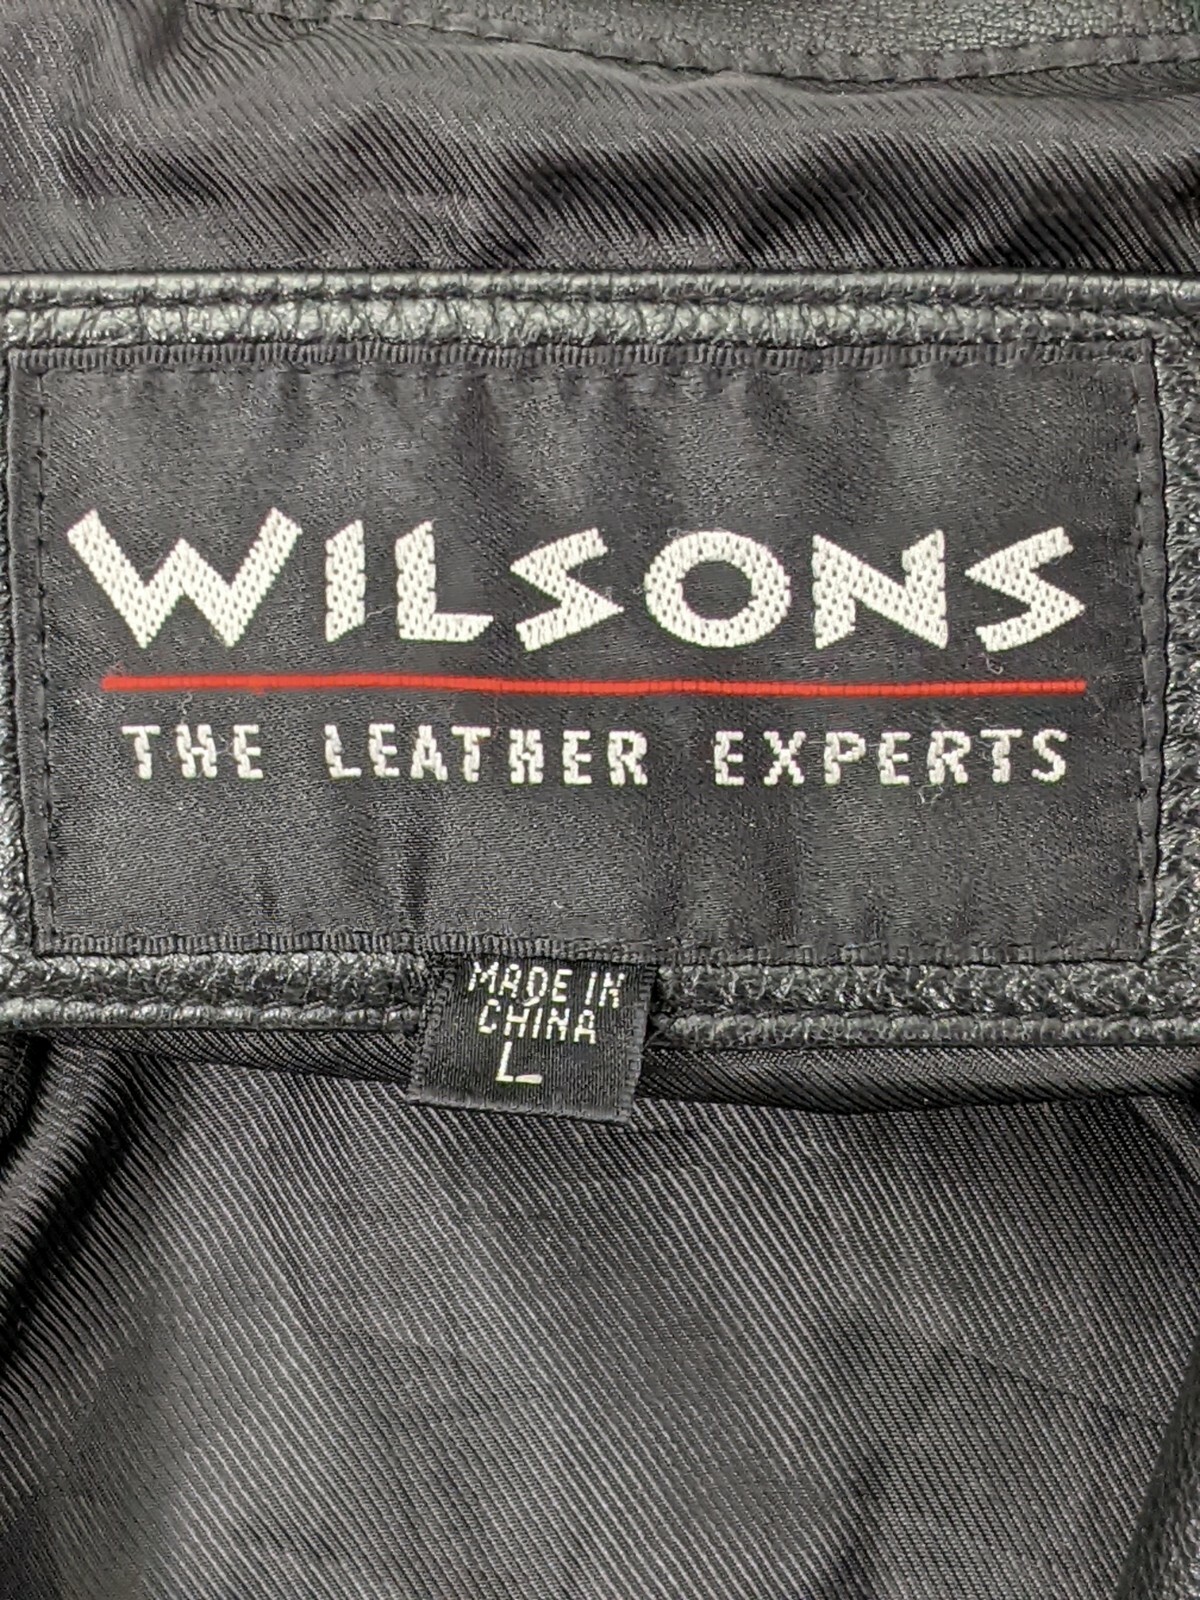 WILSONS
THE LEATHER EXPERTS
MADE IN
CHINA
L